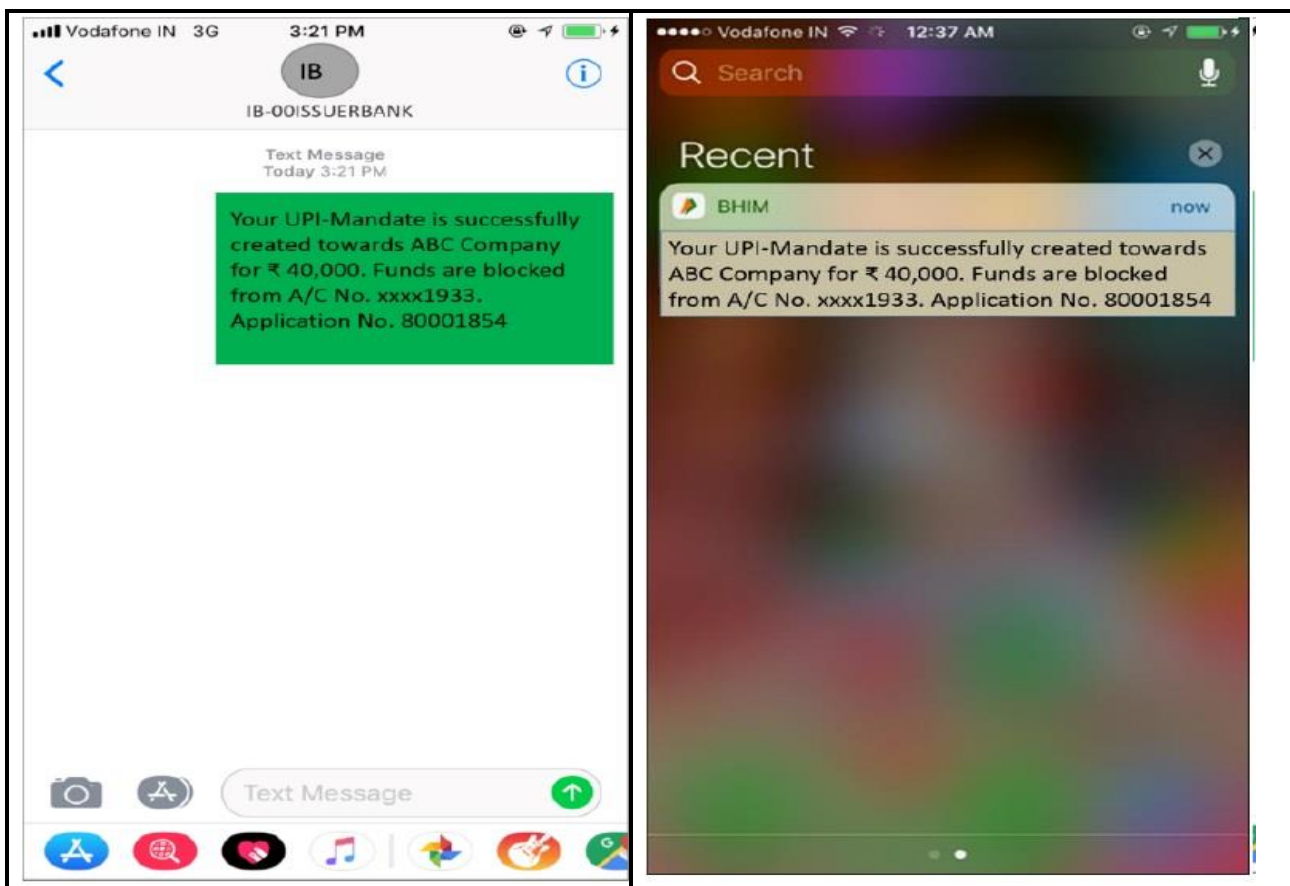 Vodafone IN 3G 3:21 PM
IB
IB-00ISSUERBANK
Text Message
Today 3:21 PM
Your UPI-Mandate is successfully
created towards ABC Company
for ₹ 40,000. Funds are blocked
from A/C No. xxxx1933.
Application No. 80001854
Text Message
Vodafone IN 12:37 AM
Search
Recent
BHIM now
Your UPI-Mandate is successfully created towards
ABC Company for ₹ 40,000. Funds are blocked
from A/C No. xxxx1933. Application No. 80001854